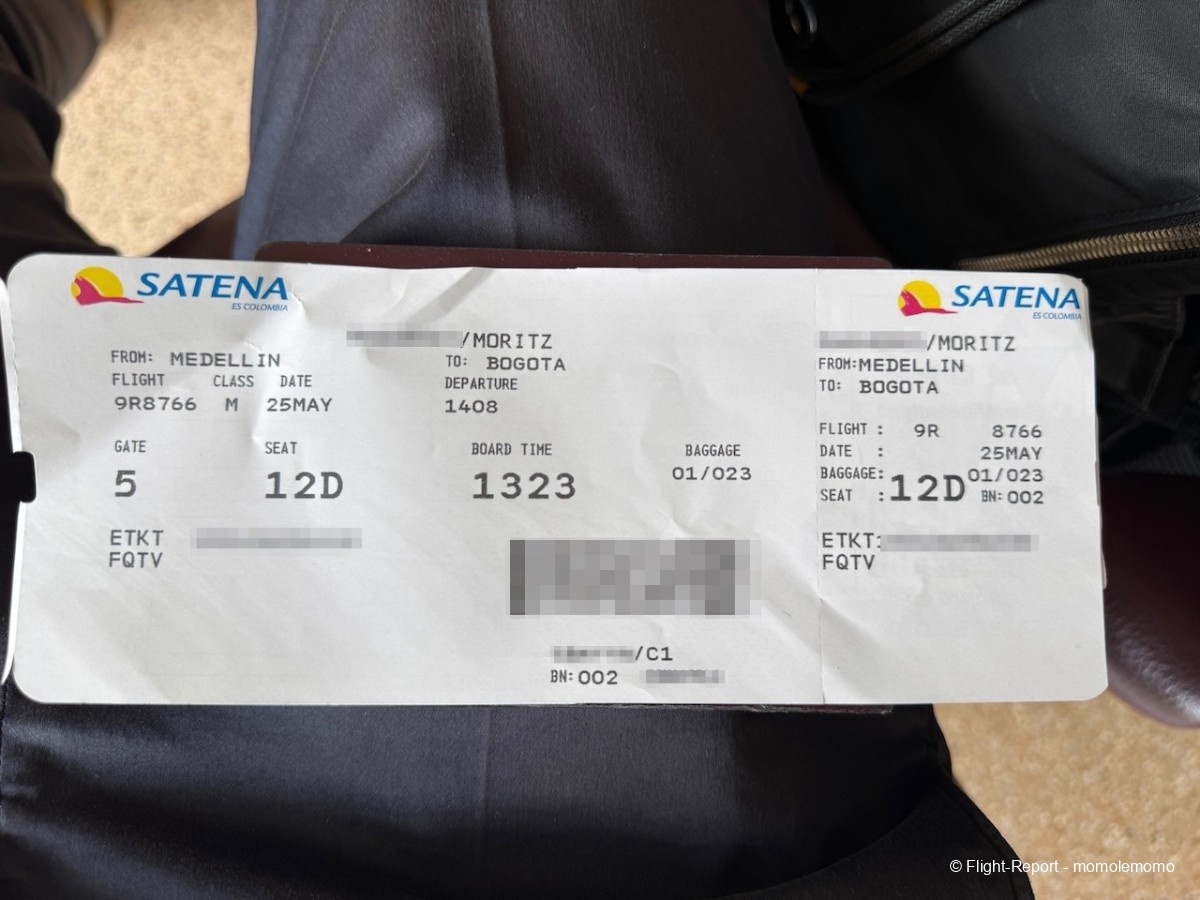 SATENA
ES COLOMBIA
/MORITZ
FROM: MEDELLIN TO: BOGOTA
FLIGHT CLASS DATE DEPARTURE
9R8766 M 25MAY 1408
GATE SEAT BOARD TIME BAGGAGE
5 12D 1323 01/023
ETKT
FQTV
/C1
BN: 002
SATENA
ES COLOMBIA
/MORITZ
FROM:MEDELLIN
TO: BOGOTA
FLIGHT : 9R 8766
DATE : 25MAY
BAGGAGE: 01/023
SEAT :12D BN: 002
ETKT:
FQTV
© Flight-Report - momolemomo